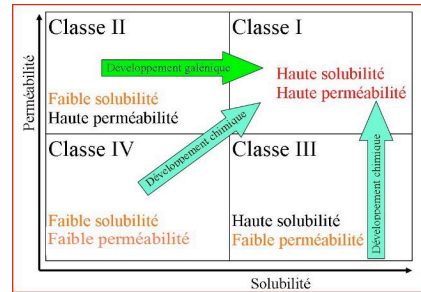 Classe II
Classe I
Développement galénique
Haute solubilité
Haute perméabilité
Faible solubilité
Haute perméabilité
Perméabilité
Développement chimique
Développement chimique
Classe IV
Classe III
Faible solubilité
Faible perméabilité
Haute solubilité
Faible perméabilité
Solubilité